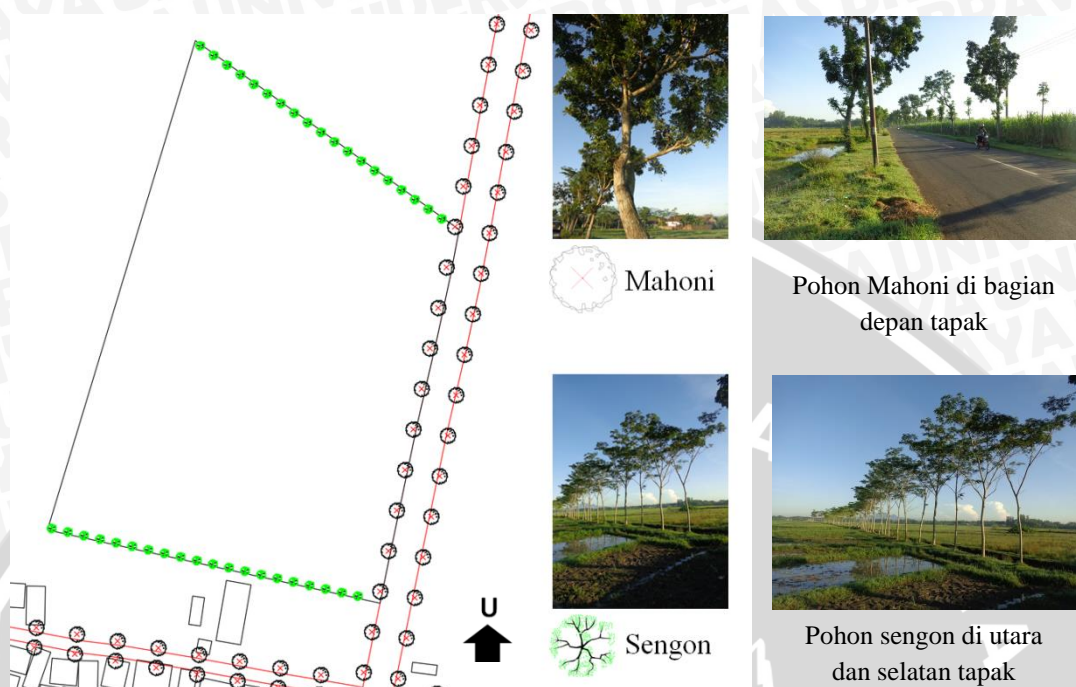 Mahoni
Pohon Mahoni di bagian
depan tapak
U
Sengon
Pohon sengon di utara
dan selatan tapak